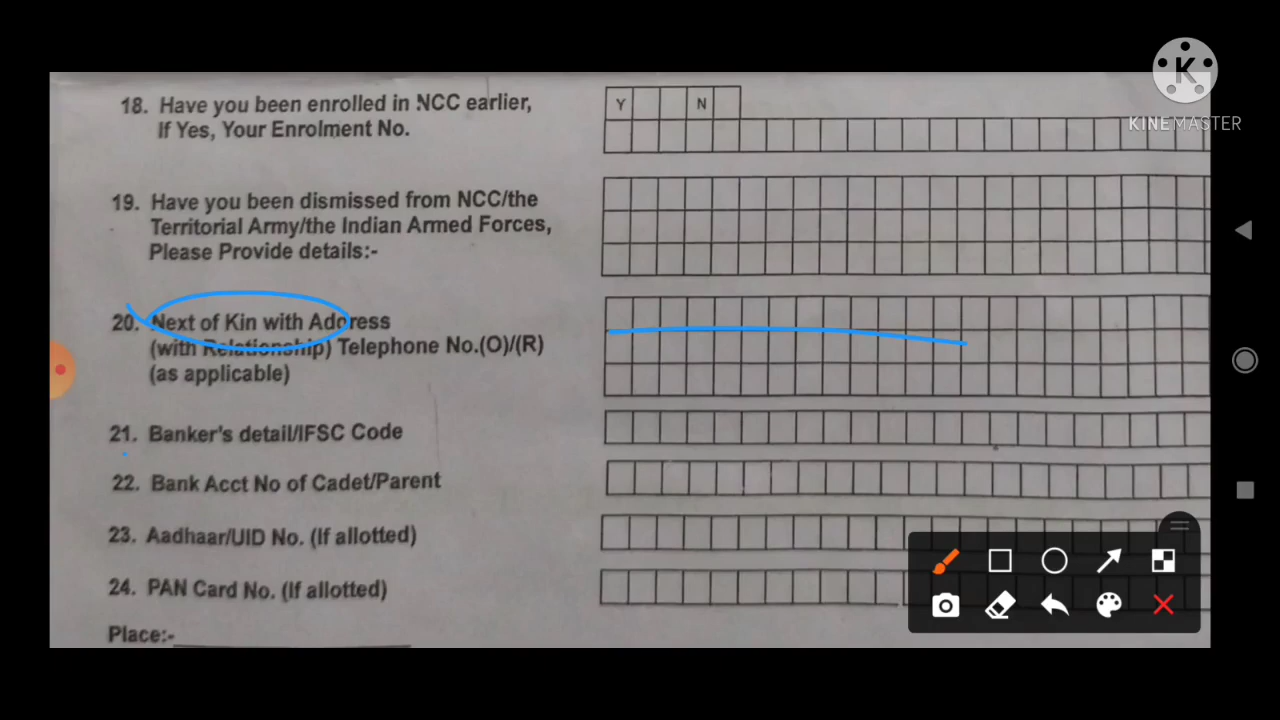 18. Have you been enrolled in NCC earlier,
If Yes, Your Enrolment No.
Y N
19. Have you been dismissed from NCC/the
Territorial Army/the Indian Armed Forces,
Please Provide details:-
20. Next of Kin with Address
(with Relationship) Telephone No.(O)/(R)
(as applicable)
21. Banker's detail/IFSC Code
22. Bank Acct No of Cadet/Parent
23. Aadhaar/UID No. (If allotted)
24. PAN Card No. (If allotted)
Place:-
K
KINEMASTER